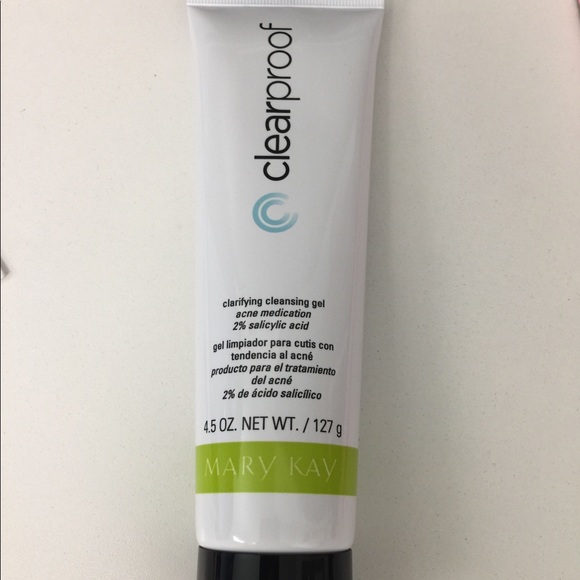 clearproof
clarifying cleansing gel
acne medication
2% salicylic acid
gel limpiador para cutis con
tendencia al acné
producto para el tratamiento
del acné
2% de ácido salicílico
4.5 OZ. NET WT. / 127 g
MARY KAY